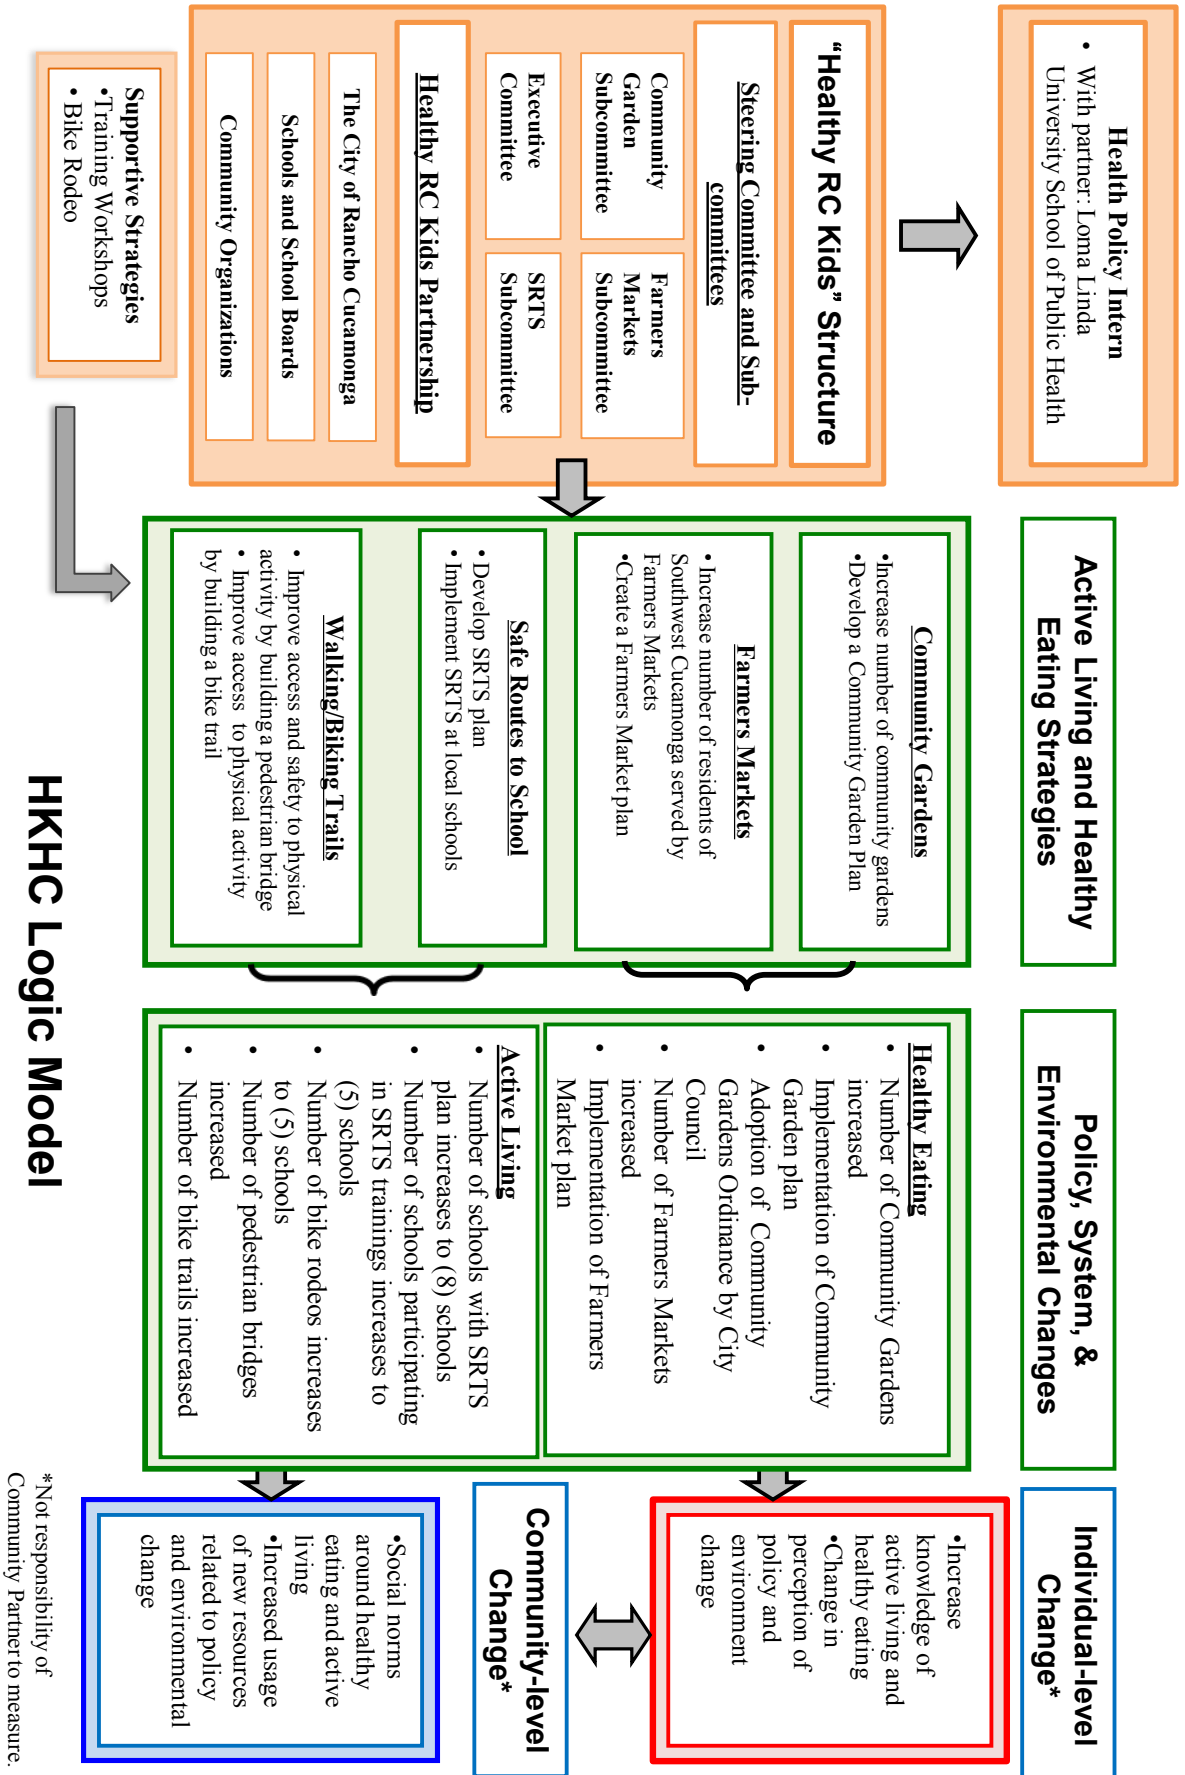 Health Policy Intern
• With partner: Loma Linda
University School of Public Health
"Healthy RC Kids" Structure
Steering Committee and Sub-
committees
Community
Garden
Subcommittee
Farmers
Markets
Subcommittee
Executive
Committee
SRTS
Subcommittee
Healthy RC Kids Partnership
The City of Rancho Cucamonga
Schools and School Boards
Community Organizations
Supportive Strategies
•Training Workshops
• Bike Rodeo
Active Living and Healthy
Eating Strategies
Community Gardens
•Increase number of community gardens
•Develop a Community Garden Plan
Farmers Markets
• Increase number of residents of
Southwest Cucamonga served by
Farmers Markets
•Create a Farmers Market plan
Safe Routes to School
• Develop SRTS plan
• Implement SRTS at local schools
Walking/Biking Trails
• Improve access and safety to physical
activity by building a pedestrian bridge
• Improve access to physical activity
by building a bike trail
Policy, System, &
Environmental Changes
Healthy Eating
• Number of Community Gardens
increased
• Implementation of Community
Garden plan
• Adoption of Community
Gardens Ordinance by City
Council
• Number of Farmers Markets
increased
• Implementation of Farmers
Market plan
Active Living
• Number of schools with SRTS
plan increases to (8) schools
• Number of schools participating
in SRTS trainings increases to
(5) schools
• Number of bike rodeos increases
to (5) schools
• Number of pedestrian bridges
increased
• Number of bike trails increased
Individual-level
Change*
•Increase
knowledge of
active living and
healthy eating
•Change in
perception of
policy and
environment
change
Community-level
Change*
•Social norms
around healthy
eating and active
living
•Increased usage
of new resources
related to policy
and environmental
change
HKHC Logic Model
*Not responsibility of
Community Partner to measure.